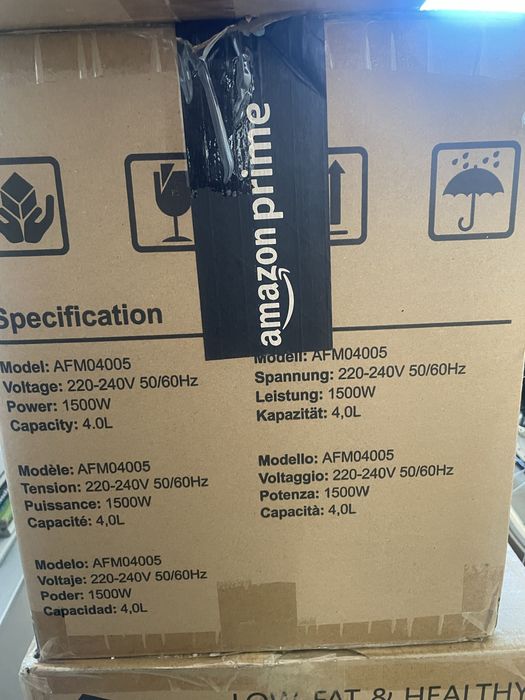 amazon prime
Specification
Model: AFM04005
Voltage: 220-240V 50/60Hz
Power: 1500W
Capacity: 4.0L
Modell: AFM04005
Spannung: 220-240V 50/60Hz
Leistung: 1500W
Kapazität: 4,0L
Modèle: AFM04005
Tension: 220-240V 50/60Hz
Puissance: 1500W
Capacité: 4,0L
Modello: AFM04005
Voltaggio: 220-240V 50/60Hz
Potenza: 1500W
Capacità: 4,0L
Modelo: AFM04005
Voltaje: 220-240V 50/60Hz
Poder: 1500W
Capacidad: 4,0L
LOW FAT & HEALTHY